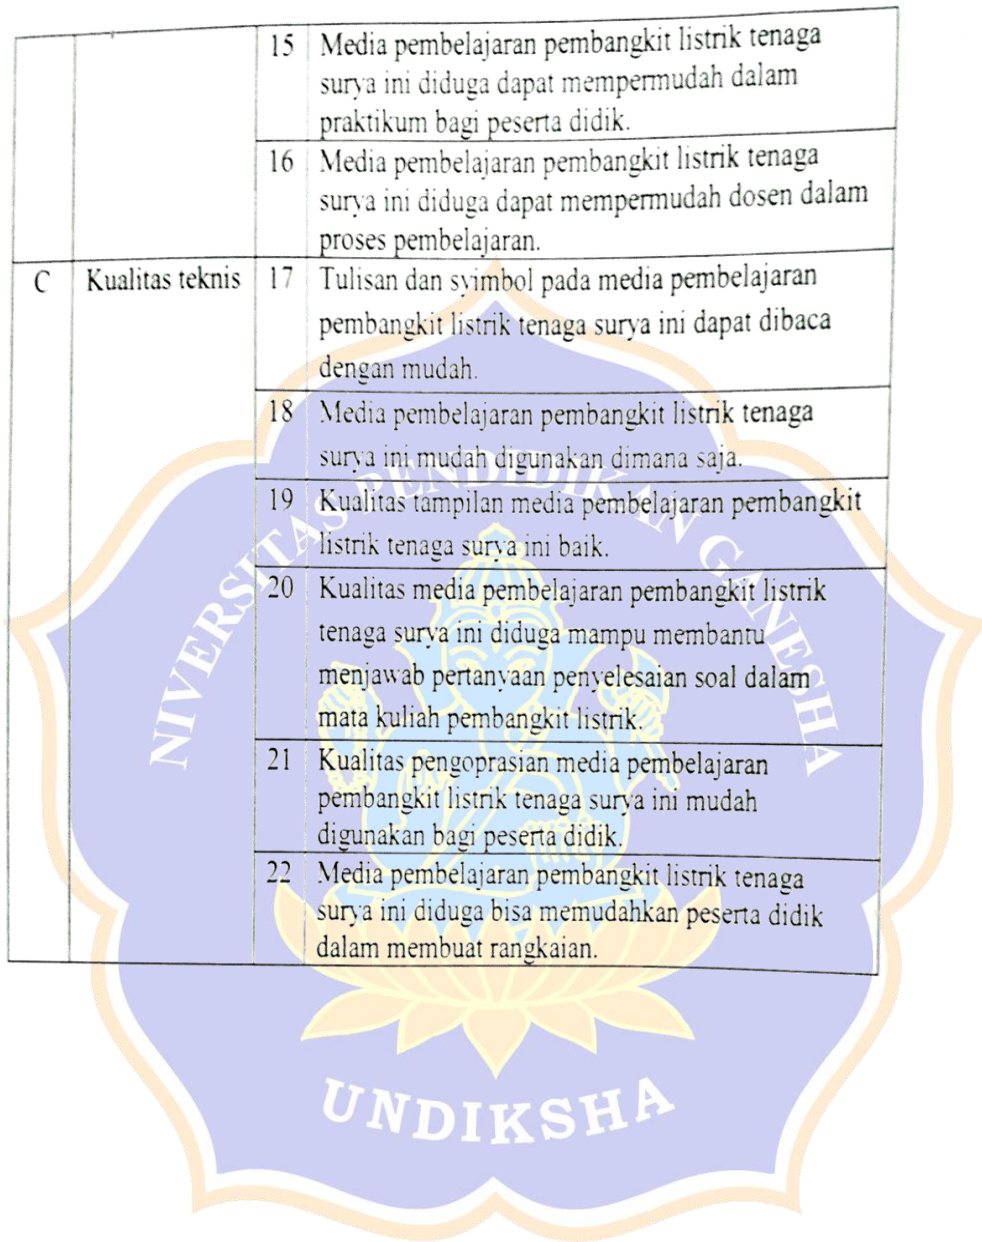 15 Media pembelajaran pembangkit listrik tenaga
surya ini diduga dapat mempermudah dalam
praktikum bagi peserta didik.
16 Media pembelajaran pembangkit listrik tenaga
surya ini diduga dapat mempermudah dosen dalam
proses pembelajaran.
C Kualitas teknis 17 Tulisan dan syimbol pada media pembelajaran
pembangkit listrik tenaga surya ini dapat dibaca
dengan mudah.
18 Media pembelajaran pembangkit listrik tenaga
surya ini mudah digunakan dimana saja.
19 Kualitas tampilan media pembelajaran pembangkit
listrik tenaga surya ini baik.
20 Kualitas media pembelajaran pembangkit listrik
tenaga surya ini diduga mampu membantu
menjawab pertanyaan penyelesaian soal dalam
mata kuliah pembangkit listrik.
21 Kualitas pengoprasian media pembelajaran
pembangkit listrik tenaga surya ini mudah
digunakan bagi peserta didik.
22 Media pembelajaran pembangkit listrik tenaga
surya ini diduga bisa memudahkan peserta didik
dalam membuat rangkaian.
NIVERSITAS PENDIDIKAN GANESHA
UNDIKSHA